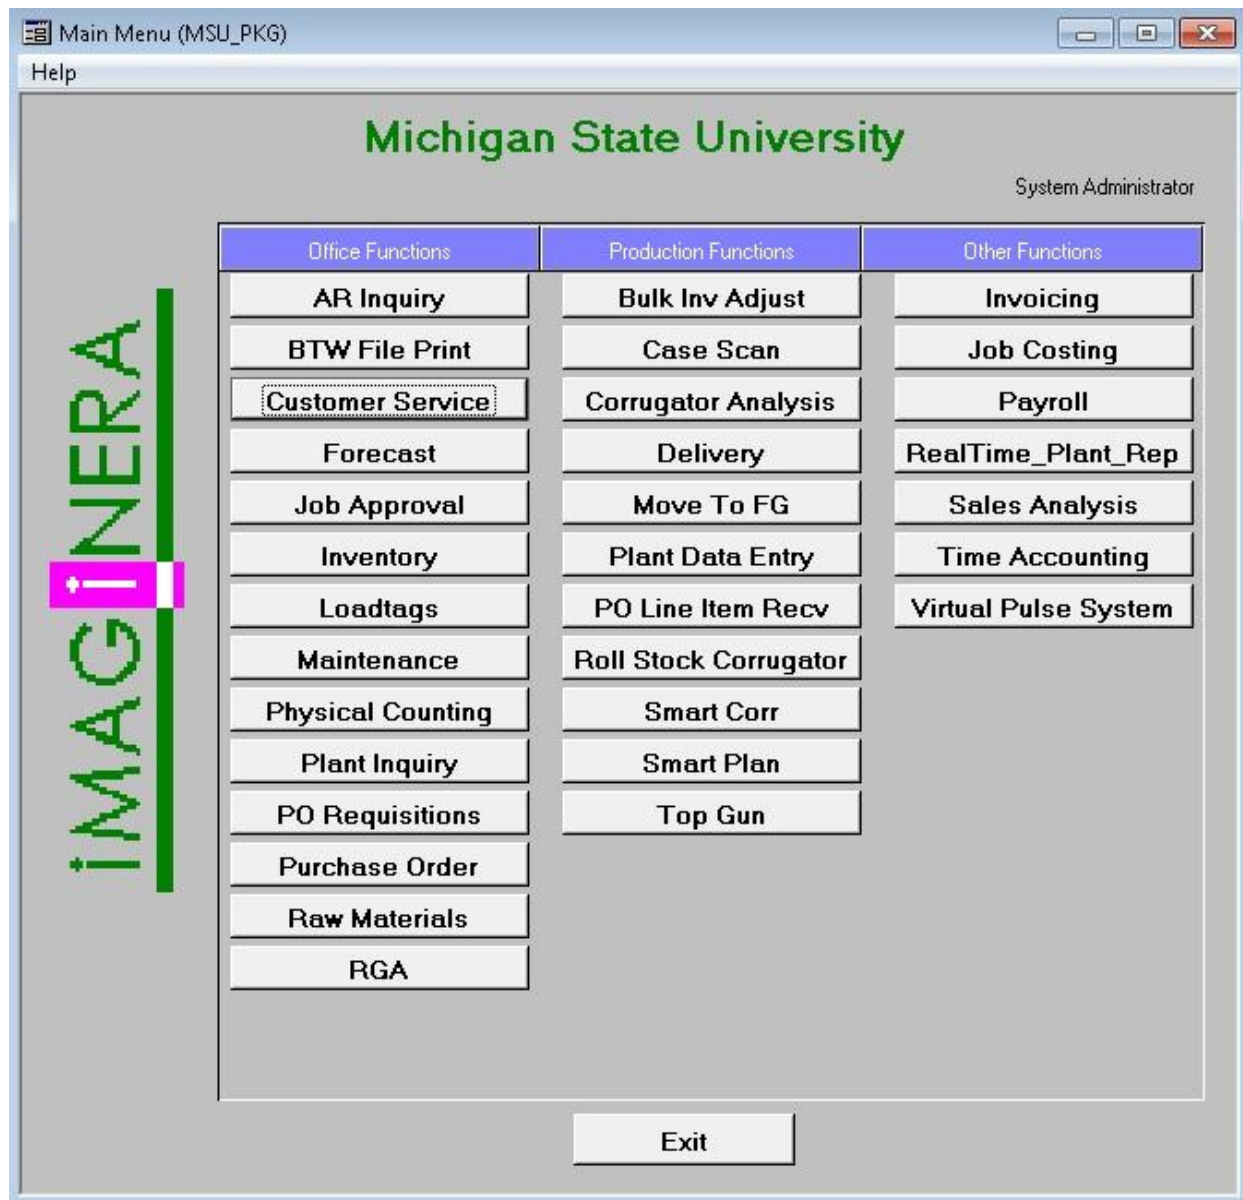 Main Menu (MSU_PKG)
Help
Michigan State University
System Administrator
iMAGiNERA
Office Functions
AR Inquiry
BTW File Print
Customer Service
Forecast
Job Approval
Inventory
Loadtags
Maintenance
Physical Counting
Plant Inquiry
PO Requisitions
Purchase Order
Raw Materials
RGA
Production Functions
Bulk Inv Adjust
Case Scan
Corrugator Analysis
Delivery
Move To FG
Plant Data Entry
PO Line Item Recv
Roll Stock Corrugator
Smart Corr
Smart Plan
Top Gun
Other Functions
Invoicing
Job Costing
Payroll
RealTime_Plant_Rep
Sales Analysis
Time Accounting
Virtual Pulse System
Exit